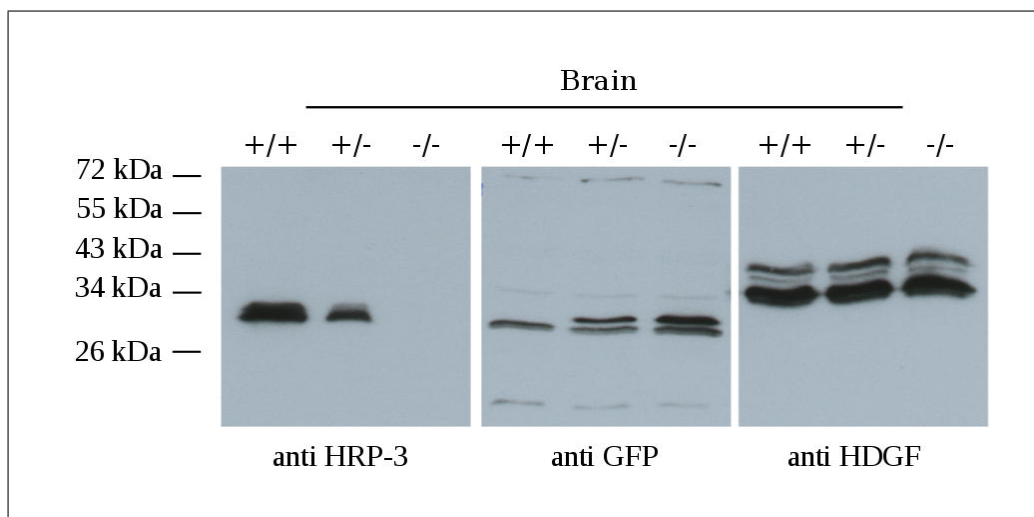 Brain
+/+ +/- -/- +/+ +/- -/- +/+ +/- -/-
72 kDa
55 kDa
43 kDa
34 kDa
26 kDa
anti HRP-3 anti GFP anti HDGF